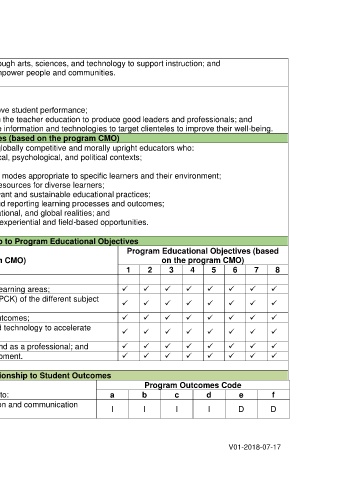 ough arts, sciences, and technology to support instruction; and
npower people and communities.
ove student performance;
n the teacher education to produce good leaders and professionals; and
e information and technologies to target clienteles to improve their well-being.
es (based on the program CMO)
globally competitive and morally upright educators who:
cal, psychological, and political contexts;
modes appropriate to specific learners and their environment;
esources for diverse learners;
vant and sustainable educational practices;
nd reporting learning processes and outcomes;
ational, and global realities; and
experiential and field-based opportunities.
p to Program Educational Objectives
m CMO)
Program Educational Objectives (based on the program CMO)
1 2 3 4 5 6 7 8
earning areas; ✓ ✓ ✓ ✓ ✓ ✓ ✓ ✓
PCK) of the different subject ✓ ✓ ✓ ✓ ✓ ✓ ✓ ✓
utcomes; ✓ ✓ ✓ ✓ ✓ ✓ ✓ ✓
d technology to accelerate ✓ ✓ ✓ ✓ ✓ ✓ ✓ ✓
nd as a professional; and ✓ ✓ ✓ ✓ ✓ ✓ ✓ ✓
oment. ✓ ✓ ✓ ✓ ✓ ✓ ✓ ✓
ionship to Student Outcomes
Program Outcomes Code
to: a b c d e f
on and communication I I I I D D
V01-2018-07-17